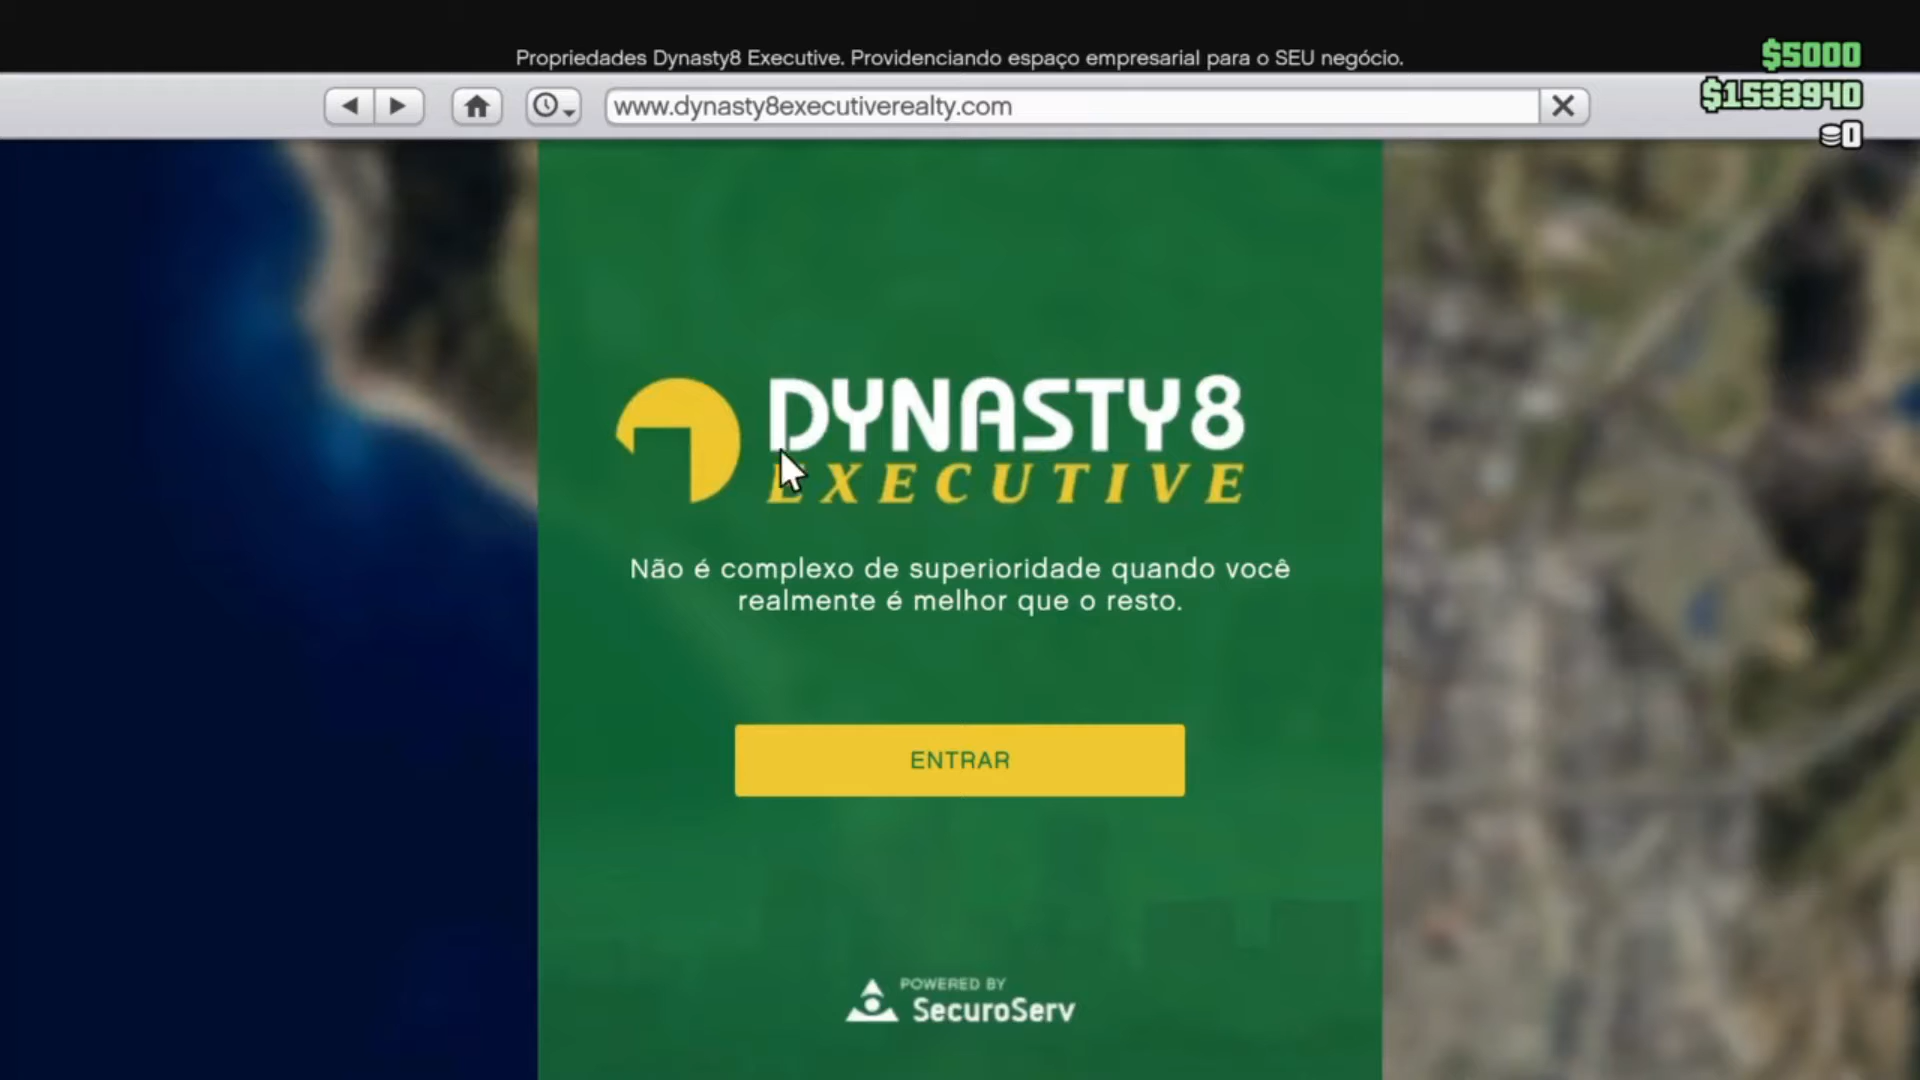 Propriedades Dynasty8 Executive. Providenciando espaço empresarial para o SEU negócio.
$5000
www.dynasty8executiverealty.com
$1533940
0
DYNASTY8
EXECUTIVE
Não é complexo de superioridade quando você
realmente é melhor que o resto.
ENTRAR
POWERED BY
SecuroServ